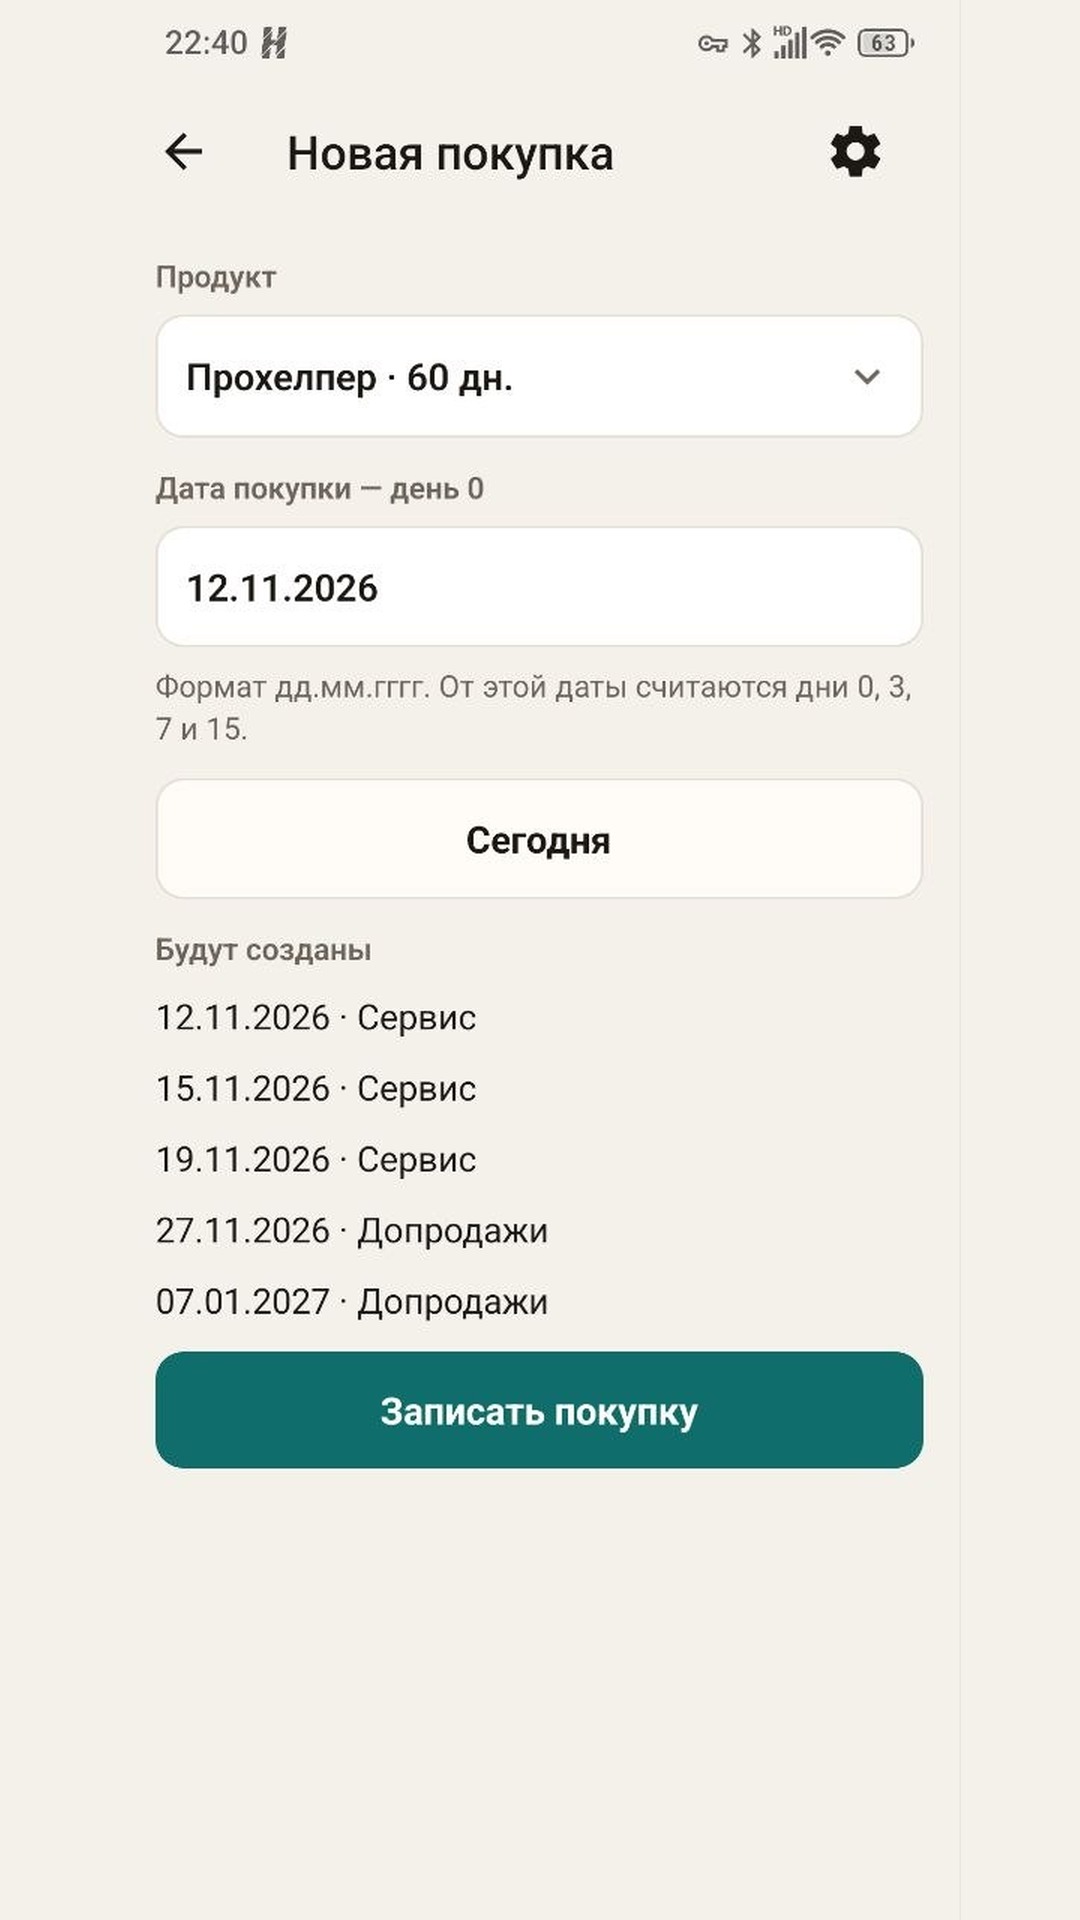 22:40
HD
63
Новая покупка
Продукт
Прохелпер · 60 дн.
Дата покупки — день 0
12.11.2026
Формат дд.мм.гггг. От этой даты считаются дни 0, 3,
7 и 15.
Сегодня
Будут созданы
12.11.2026 · Сервис
15.11.2026 · Сервис
19.11.2026 · Сервис
27.11.2026 · Допродажи
07.01.2027 · Допродажи
Записать покупку